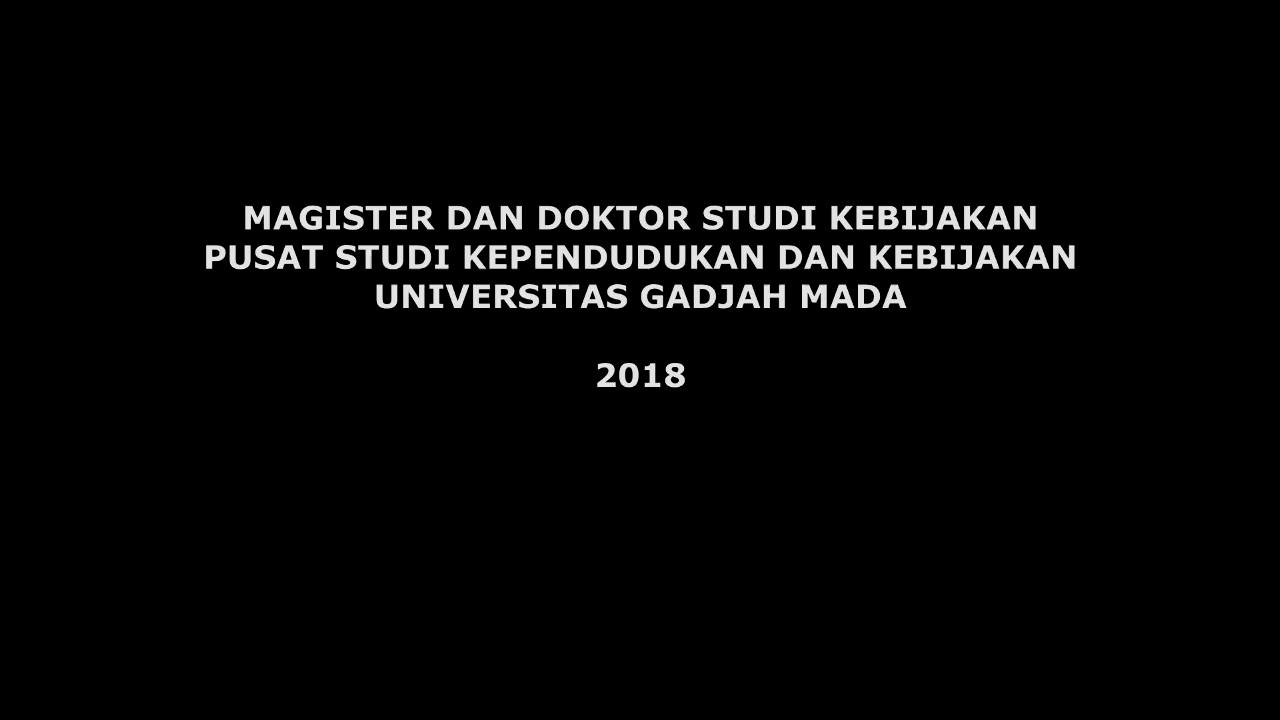 MAGISTER DAN DOKTOR STUDI KEBIJAKAN
PUSAT STUDI KEPENDUDUKAN DAN KEBIJAKAN
UNIVERSITAS GADJAH MADA
2018